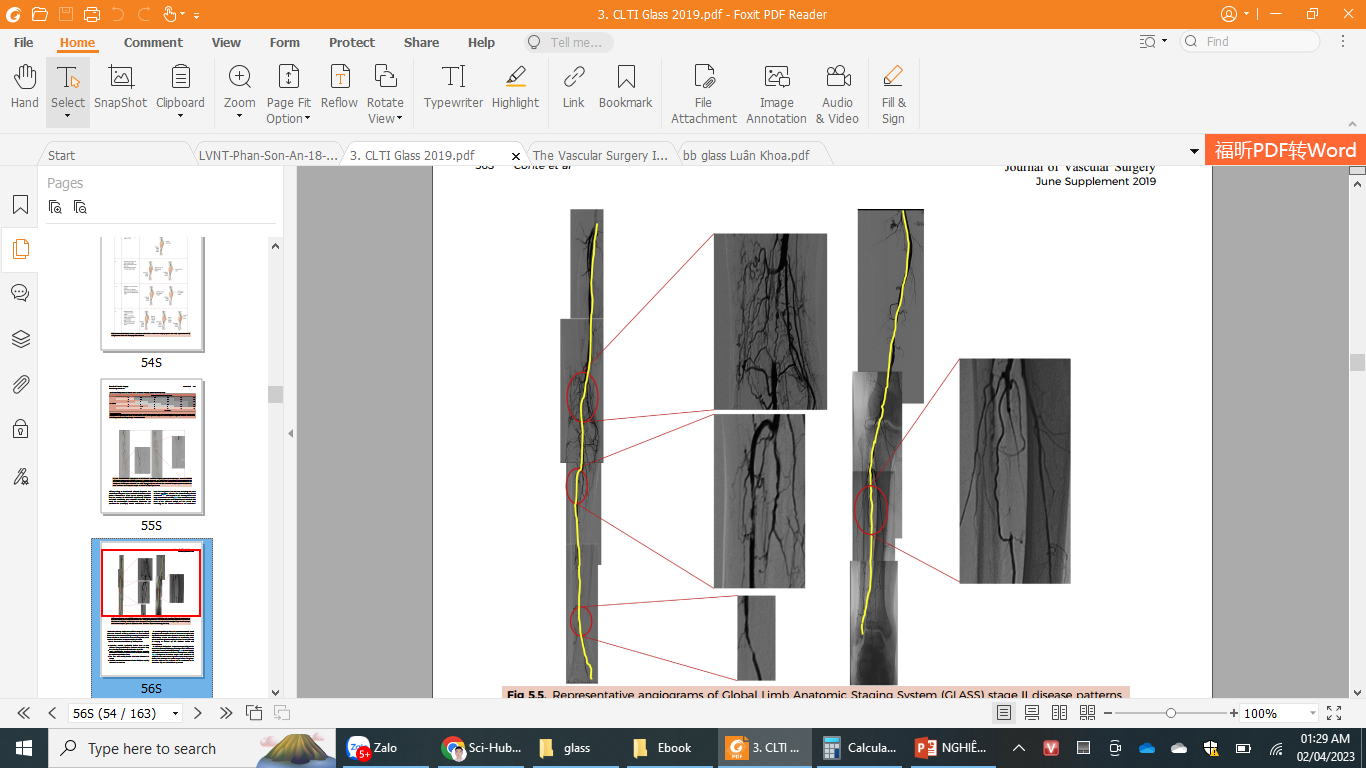 3. CLTI Glass 2019.pdf - Foxit PDF Reader
File Home Comment View Form Protect Share Help Tell me... Find
Hand Select SnapShot Clipboard Zoom Page Fit Option Reflow Rotate View Typewriter Highlight Link Bookmark File Attachment Image Annotation Audio & Video Fill & Sign
Start LVNT-Phan-Son-An-18-... 3. CLTI Glass 2019.pdf The Vascular Surgery I... bb glass Luân Khoa.pdf 福昕PDF转Word
Pages
54S
55S
56S
56S Conte et al Journal of Vascular Surgery
June Supplement 2019
Fig 5.5. Representative angiograms of Global Limb Anatomic Staging System (GLASS) stage II disease patterns.
56S (54 / 163) 100%
Type here to search Zalo 5+ Sci-Hub... glass Ebook 3. CLTI ... Calcula... NGHIÊ... 01:29 AM
02/04/2023